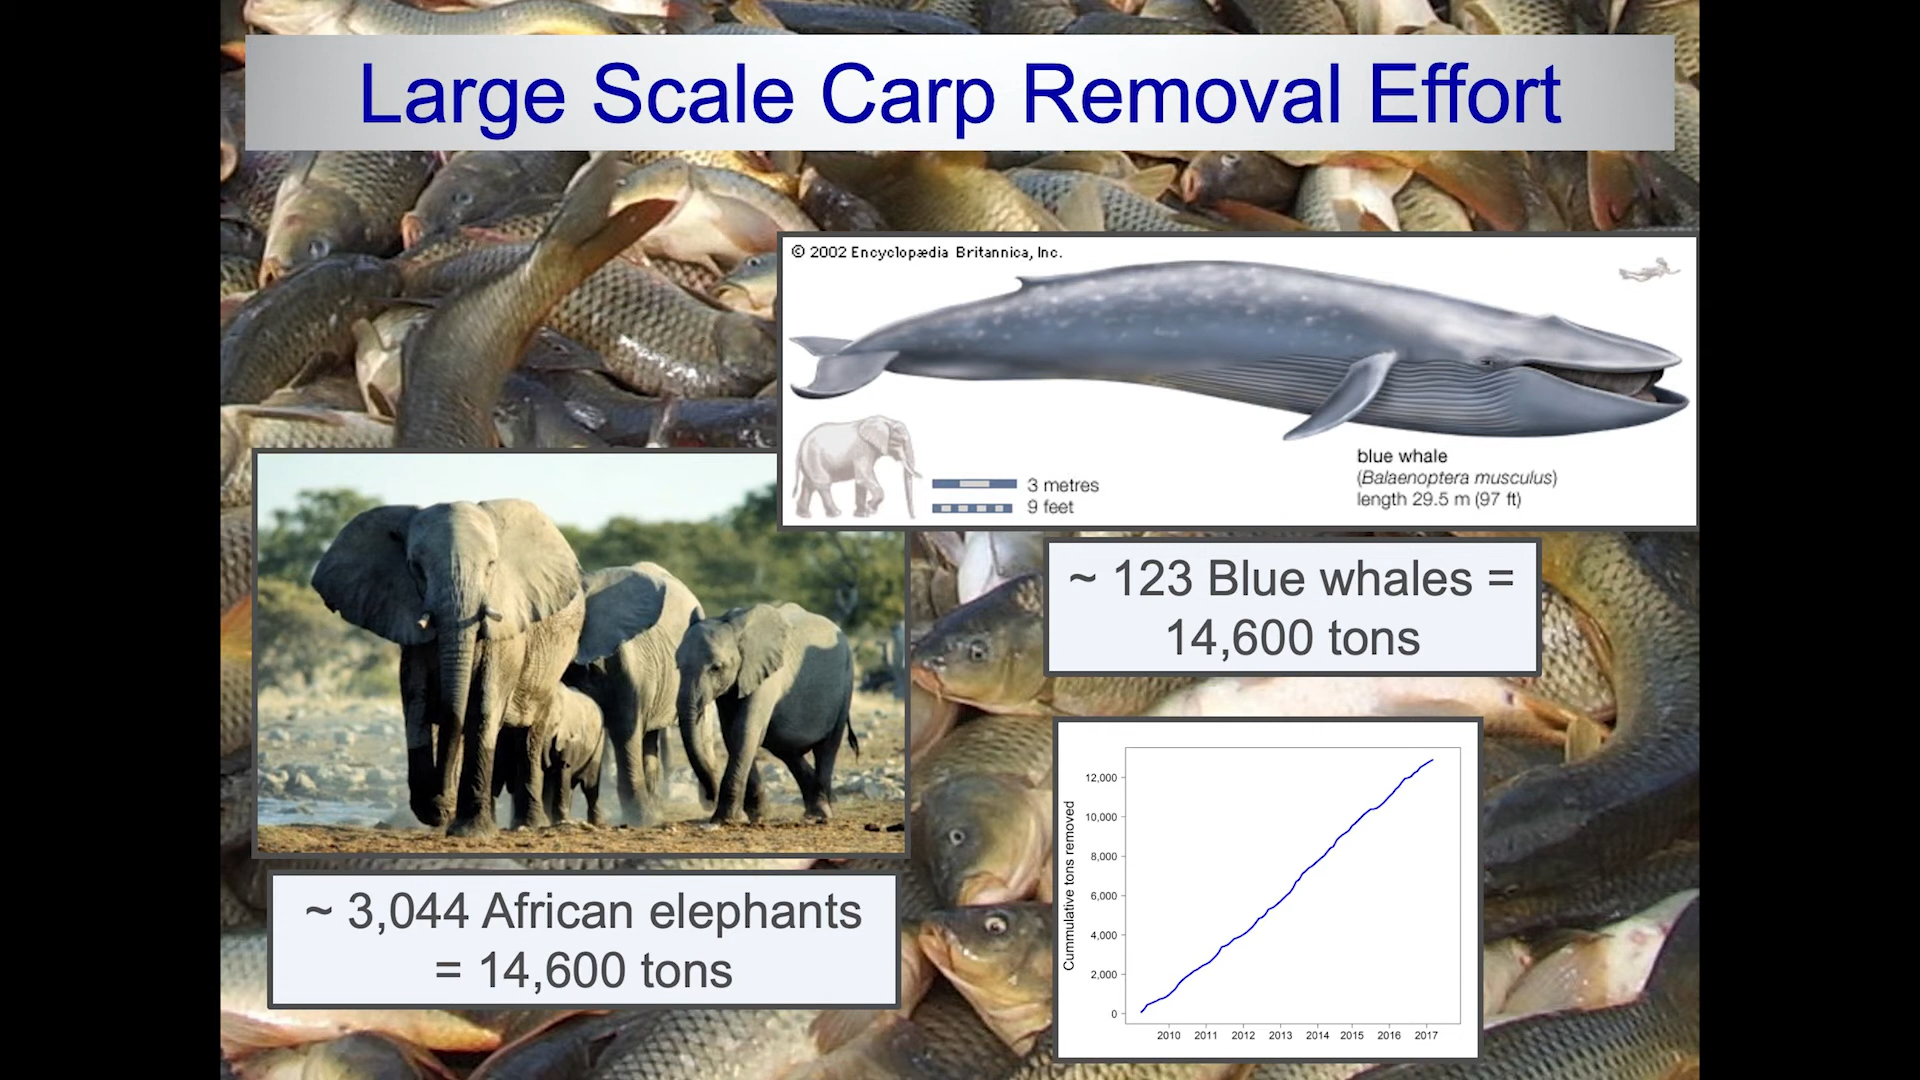 Large Scale Carp Removal Effort
© 2002 Encyclopædia Britannica, Inc.
3 metres
9 feet
blue whale
(Balaenoptera musculus)
length 29.5 m (97 ft)
~ 123 Blue whales =
14,600 tons
~ 3,044 African elephants
= 14,600 tons
Cummulative tons removed
12,000
10,000
8,000
6,000
4,000
2,000
0
2010 2011 2012 2013 2014 2015 2016 2017